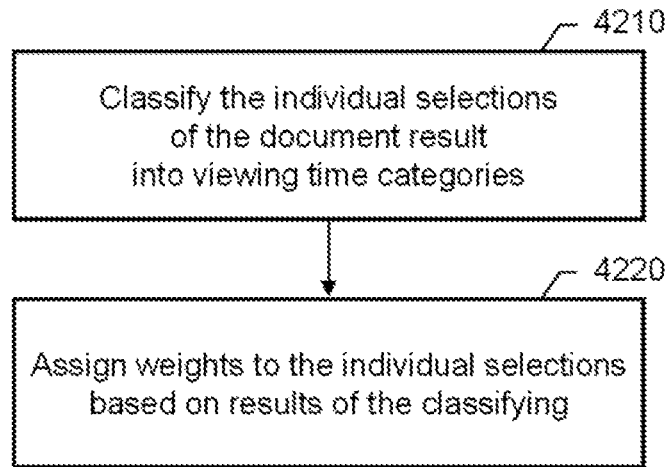 4210
Classify the individual selections
of the document result
into viewing time categories
4220
Assign weights to the individual selections
based on results of the classifying